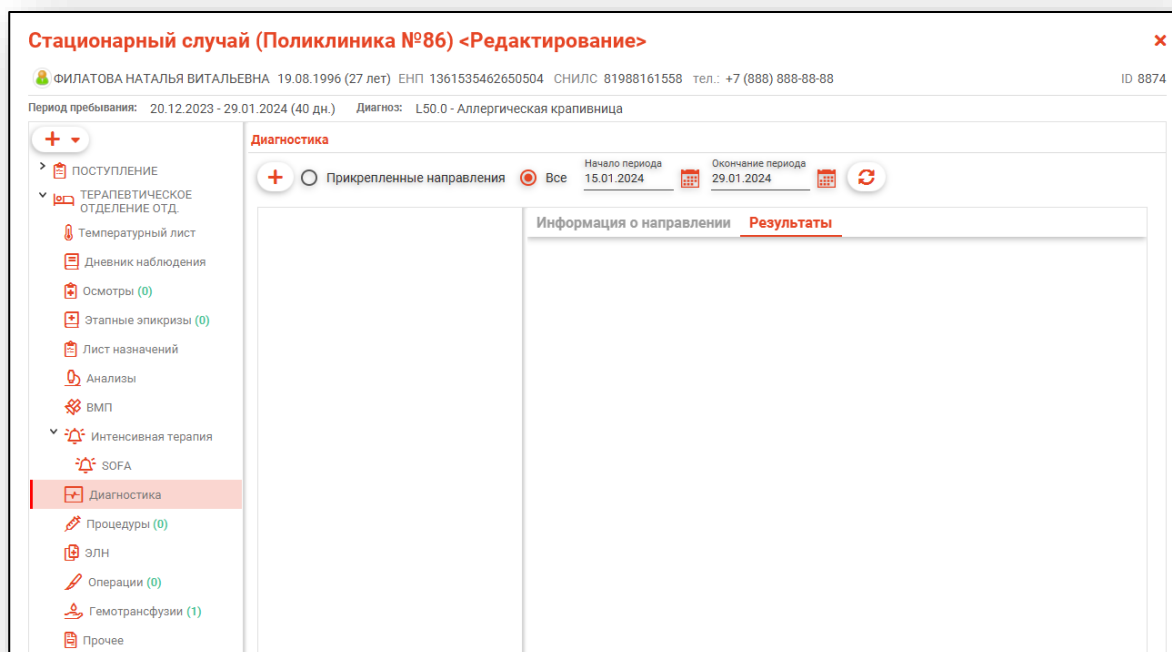 Стационарный случай (Поликлиника №86) <Редактирование>
ФИЛАТОВА НАТАЛЬЯ ВИТАЛЬЕВНА 19.08.1996 (27 лет) ЕНП 1361535462650504 СНИЛС 81988161558 тел.: +7 (888) 888-88-88 ID 8874
Период пребывания: 20.12.2023 - 29.01.2024 (40 дн.) Диагноз: L50.0 - Аллергическая крапивница
ПОСТУПЛЕНИЕ
ТЕРАПЕВТИЧЕСКОЕ
ОТДЕЛЕНИЕ ОТД.
Температурный лист
Дневник наблюдения
Осмотры (0)
Этапные эпикризы (0)
Лист назначений
Анализы
ВМП
Интенсивная терапия
SOFA
Диагностика
Процедуры (0)
ЭЛН
Операции (0)
Гемотрансфузии (1)
Прочее
Диагностика
Начало периода Окончание периода
Прикрепленные направления Все 15.01.2024 29.01.2024
Информация о направлении Результаты